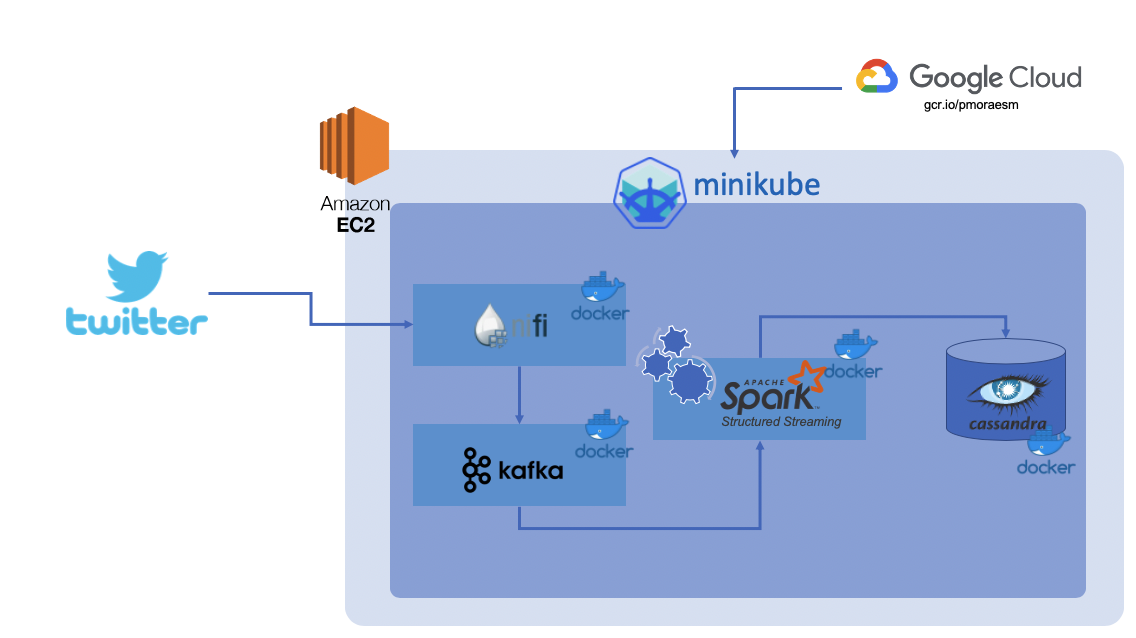 Google Cloud
gcr.io/pmoraesm
Amazon
EC2
minikube
twitter
nifi
docker
kafka
docker
APACHE
Spark™
Structured Streaming
docker
cassandra
docker